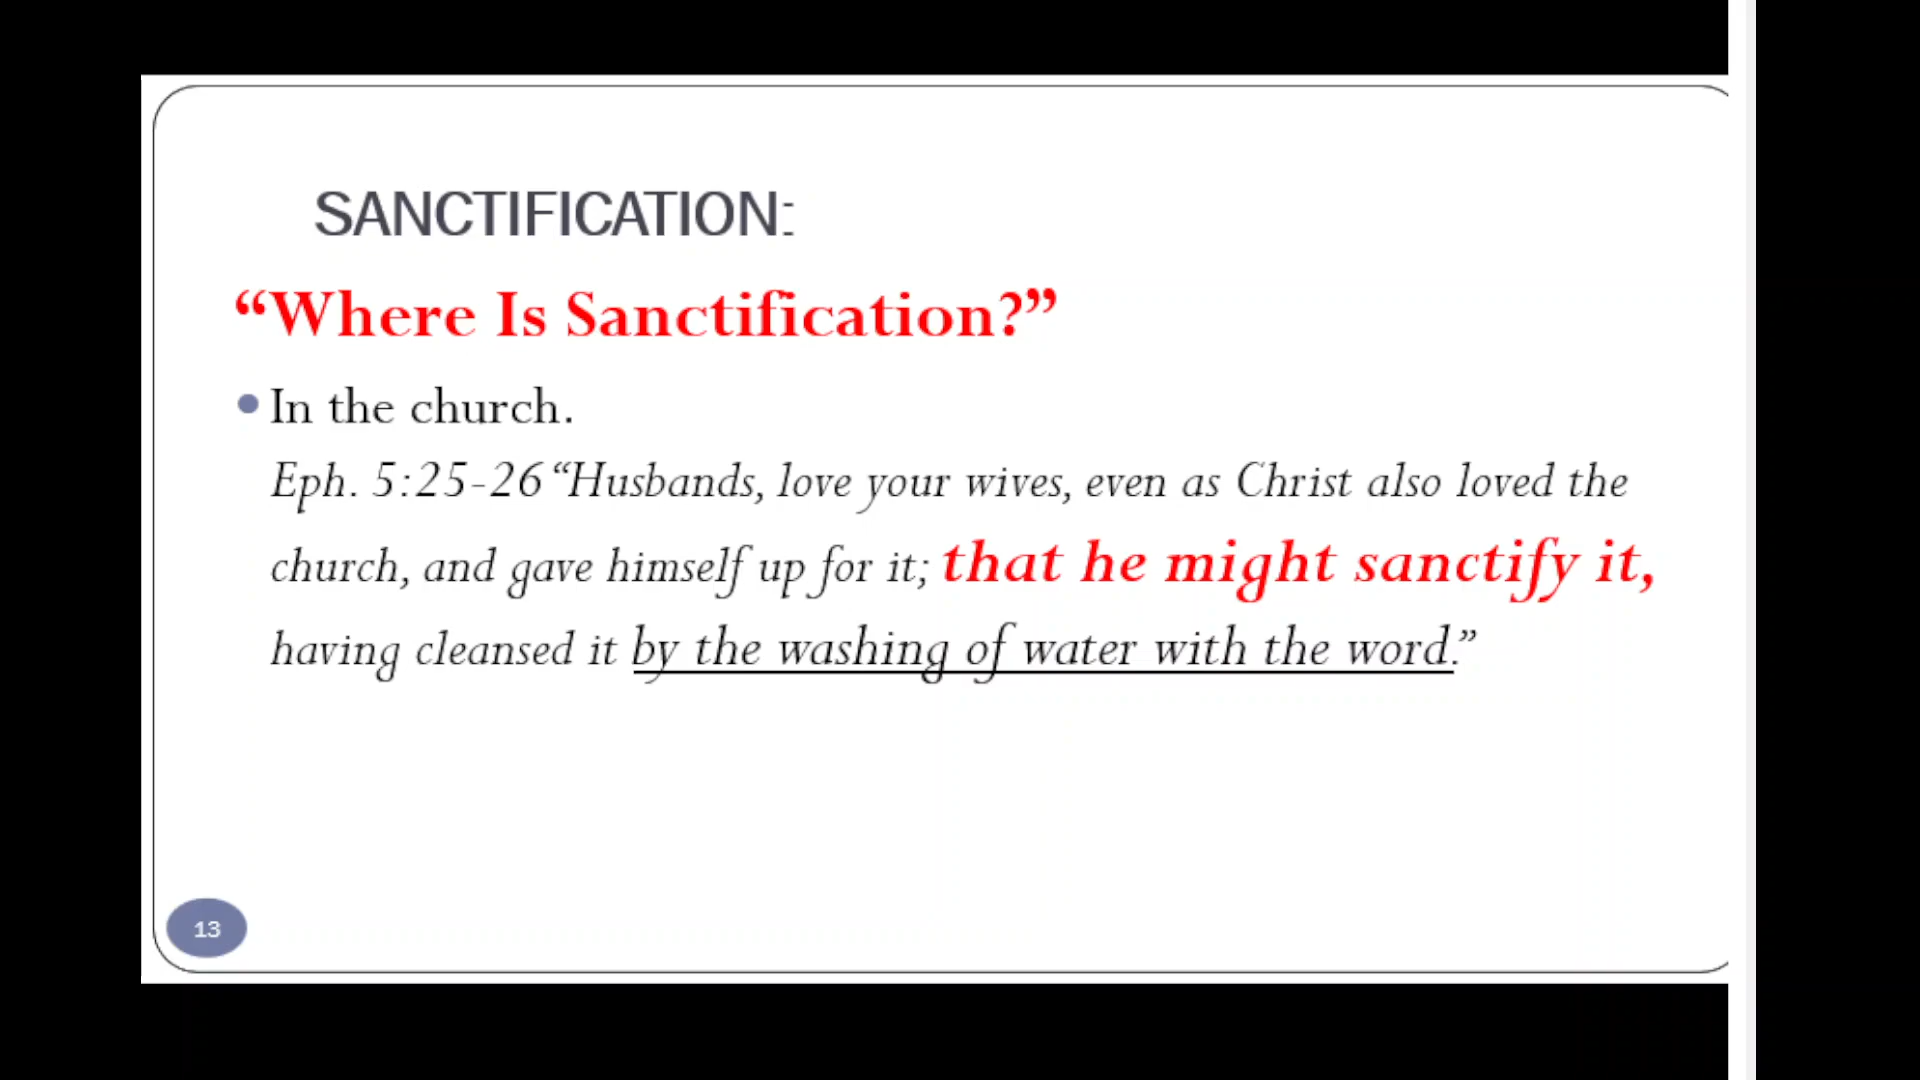 SANCTIFICATION:
“Where Is Sanctification?”
• In the church.
Eph. 5:25-26 “Husbands, love your wives, even as Christ also loved the
church, and gave himself up for it; that he might sanctify it,
having cleansed it by the washing of water with the word.”
13